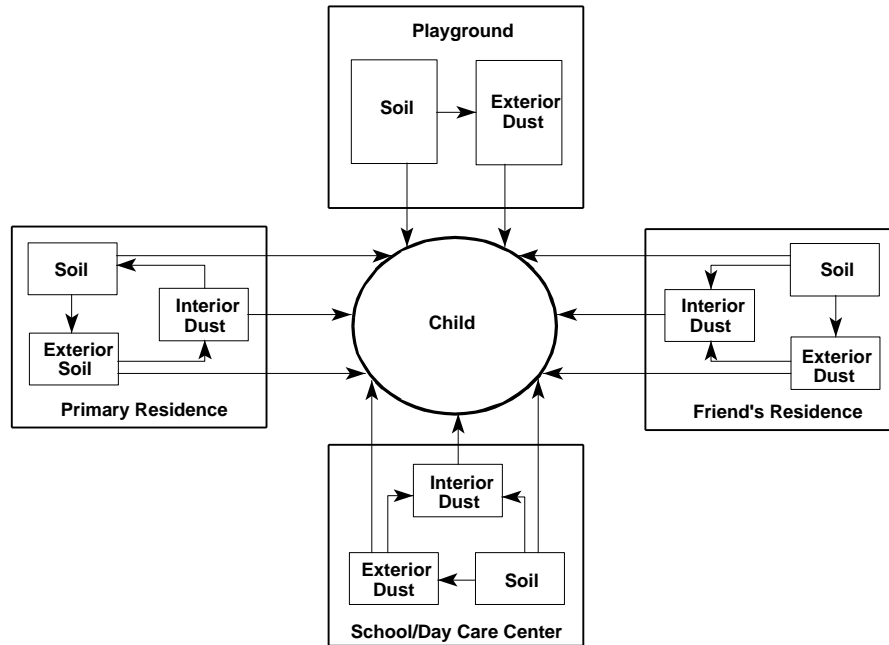 Playground
Soil
Exterior
Dust
Soil
Interior
Dust
Exterior
Soil
Primary Residence
Child
Soil
Interior
Dust
Exterior
Dust
Friend's Residence
Interior
Dust
Exterior
Dust
Soil
School/Day Care Center